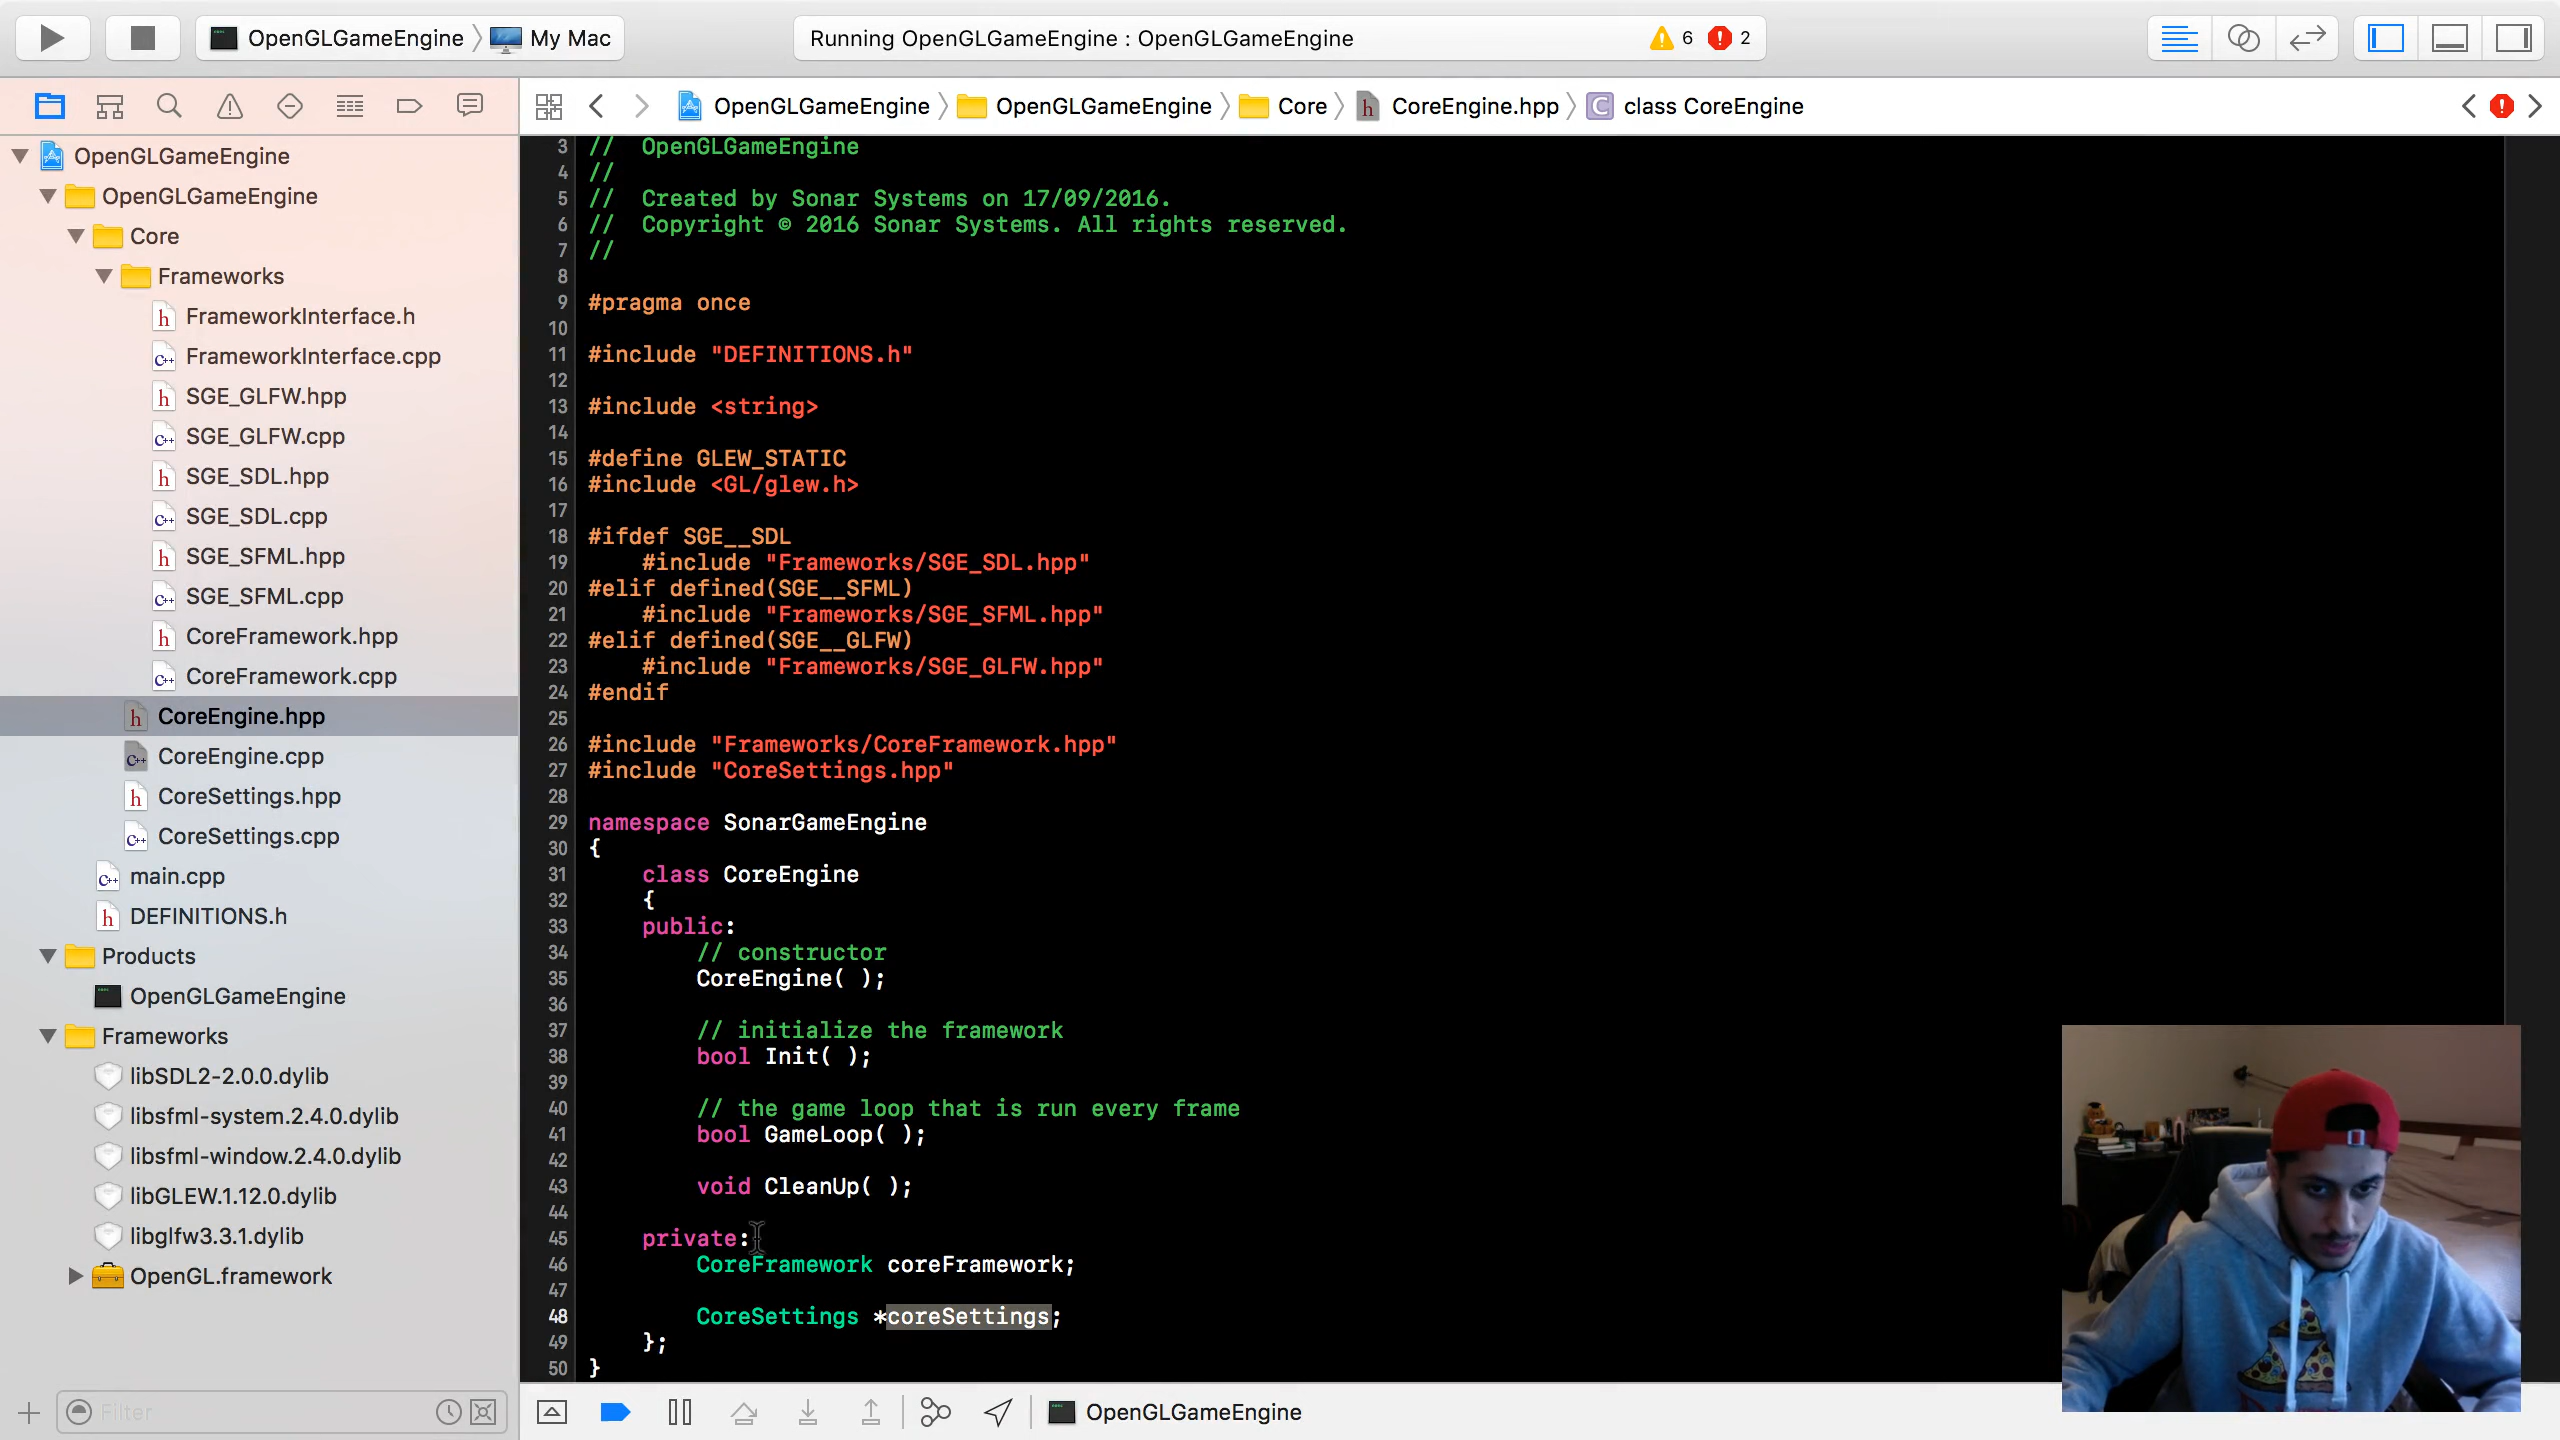 OpenGLGameEngine
My Mac
Running OpenGLGameEngine : OpenGLGameEngine
6
2
OpenGLGameEngine
OpenGLGameEngine
Core
CoreEngine.hpp
class CoreEngine
OpenGLGameEngine
OpenGLGameEngine
Core
Frameworks
FrameworkInterface.h
FrameworkInterface.cpp
SGE_GLFW.hpp
SGE_GLFW.cpp
SGE_SDL.hpp
SGE_SDL.cpp
SGE_SFML.hpp
SGE_SFML.cpp
CoreFramework.hpp
CoreFramework.cpp
CoreEngine.hpp
CoreEngine.cpp
CoreSettings.hpp
CoreSettings.cpp
main.cpp
DEFINITIONS.h
Products
OpenGLGameEngine
Frameworks
libSDL2-2.0.0.dylib
libsfml-system.2.4.0.dylib
libsfml-window.2.4.0.dylib
libGLEW.1.12.0.dylib
libglfw3.3.1.dylib
OpenGL.framework
Filter
3 //  OpenGLGameEngine
4 //
5 //  Created by Sonar Systems on 17/09/2016.
6 //  Copyright © 2016 Sonar Systems. All rights reserved.
7 //
8
9 #pragma once
10
11 #include "DEFINITIONS.h"
12
13 #include <string>
14
15 #define GLEW_STATIC
16 #include <GL/glew.h>
17
18 #ifdef SGE__SDL
19     #include "Frameworks/SGE_SDL.hpp"
20 #elif defined(SGE__SFML)
21     #include "Frameworks/SGE_SFML.hpp"
22 #elif defined(SGE__GLFW)
23     #include "Frameworks/SGE_GLFW.hpp"
24 #endif
25
26 #include "Frameworks/CoreFramework.hpp"
27 #include "CoreSettings.hpp"
28
29 namespace SonarGameEngine
30 {
31     class CoreEngine
32     {
33     public:
34         // constructor
35         CoreEngine( );
36
37         // initialize the framework
38         bool Init( );
39
40         // the game loop that is run every frame
41         bool GameLoop( );
42
43         void CleanUp( );
44
45     private:
46         CoreFramework coreFramework;
47
48         CoreSettings *coreSettings;
49     };
50 }
OpenGLGameEngine